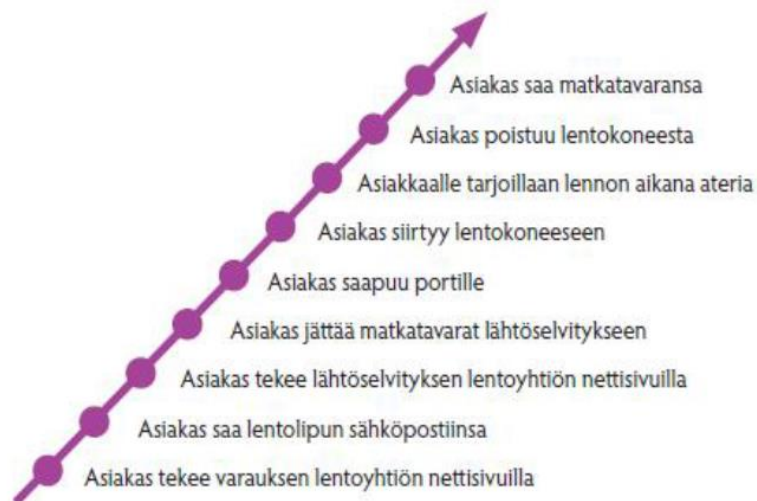 Asiakas saa matkatavaransa
Asiakas poistuu lentokoneesta
Asiakkaalle tarjoillaan lennon aikana ateria
Asiakas siirtyy lentokoneeseen
Asiakas saapuu portille
Asiakas jättää matkatavarat lähtöselvitykseen
Asiakas tekee lähtöselvityksen lentoyhtiön nettisivuilla
Asiakas saa lentolipun sähköpostiinsa
Asiakas tekee varauksen lentoyhtiön nettisivuilla